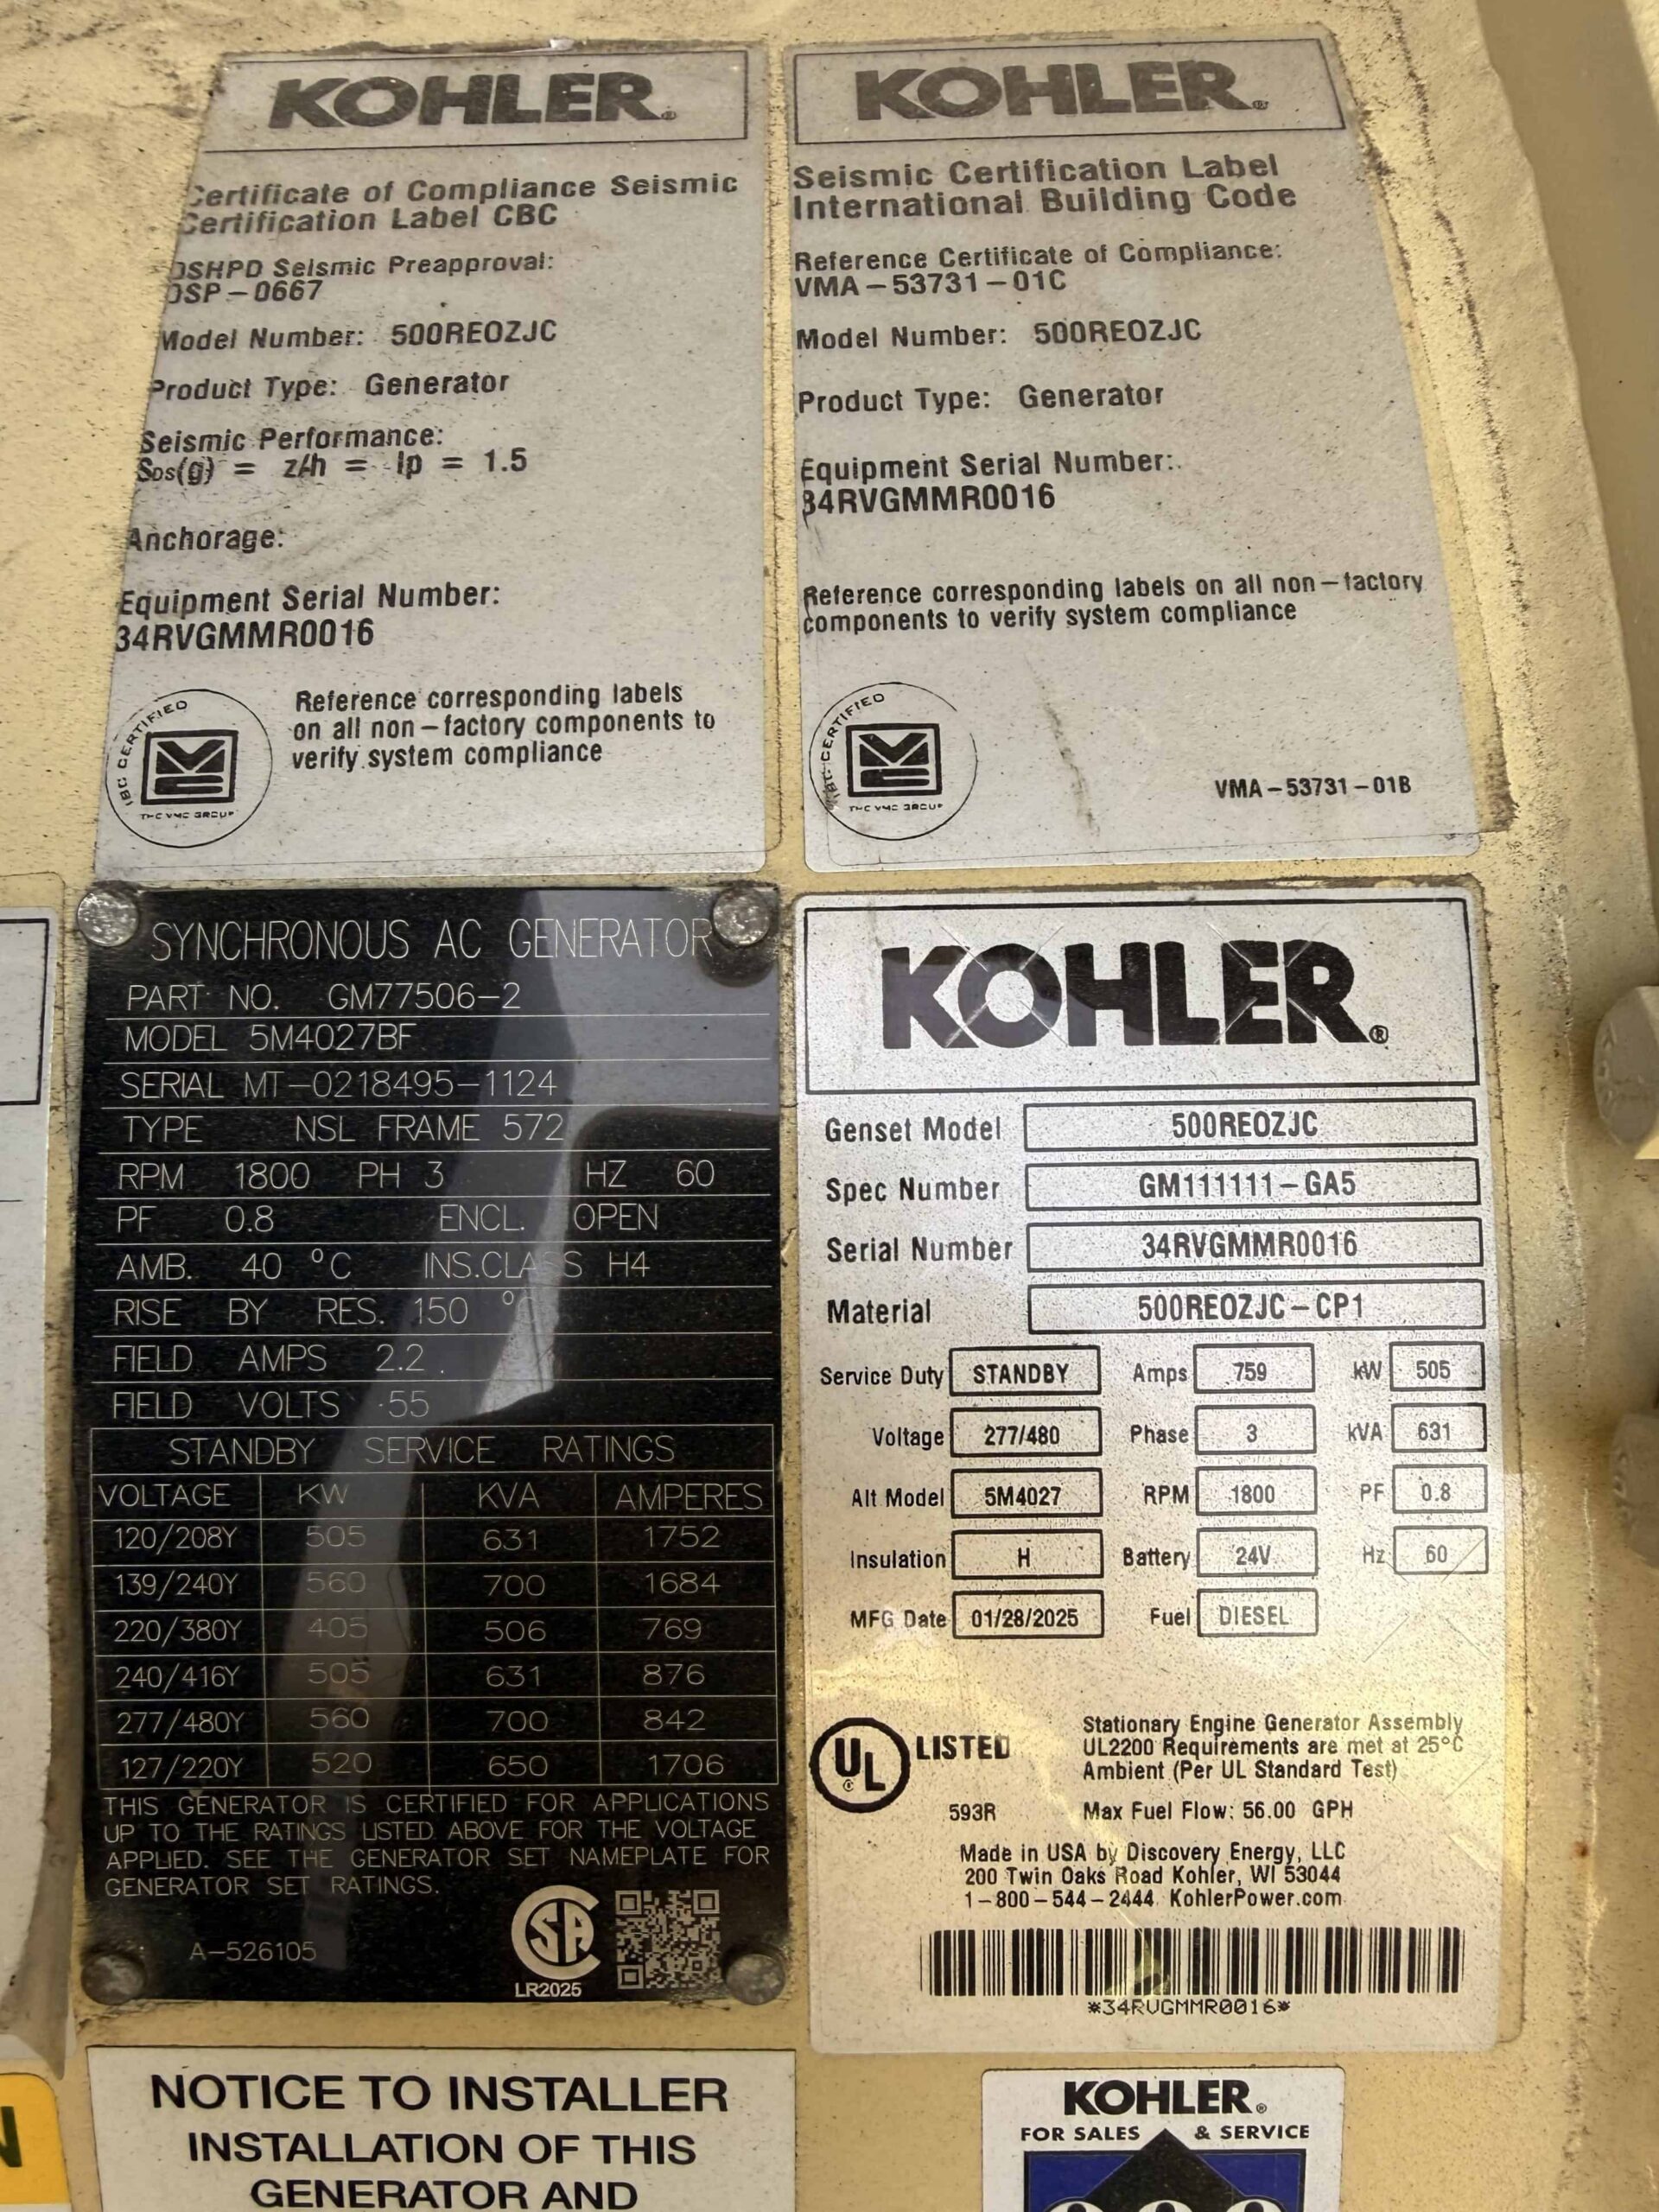 KOHLER®
Certificate of Compliance Seismic
Certification Label CBC
OSHPD Seismic Preapproval:
OSP-0667
Model Number: 500REOZJC
Product Type: Generator
Seismic Performance:
SDS(g) = z/h = Ip = 1.5
Anchorage:
Equipment Serial Number:
34RVGMMR0016
IBC CERTIFIED
VMC
THE VMC GROUP
Reference corresponding labels
on all non-factory components to
verify system compliance
KOHLER®
Seismic Certification Label
International Building Code
Reference Certificate of Compliance:
VMA-53731-01C
Model Number: 500REOZJC
Product Type: Generator
Equipment Serial Number:
34RVGMMR0016
Reference corresponding labels on all non-factory
components to verify system compliance
IBC CERTIFIED
VMC
THE VMC GROUP
VMA-53731-01B
SYNCHRONOUS AC GENERATOR
PART NO. GM77506-2
MODEL 5M4027BF
SERIAL MT-0218495-1124
TYPE NSL FRAME 572
RPM 1800 PH 3 HZ 60
PF 0.8 ENCL. OPEN
AMB. 40 °C INS.CLASS H4
RISE BY RES. 150 °C
FIELD AMPS 2.2
FIELD VOLTS 55
STANDBY SERVICE RATINGS
VOLTAGE KW KVA AMPERES
120/208Y 505 631 1752
139/240Y 560 700 1684
220/380Y 405 506 769
240/416Y 505 631 876
277/480Y 560 700 842
127/220Y 520 650 1706
THIS GENERATOR IS CERTIFIED FOR APPLICATIONS
UP TO THE RATINGS LISTED ABOVE FOR THE VOLTAGE
APPLIED. SEE THE GENERATOR SET NAMEPLATE FOR
GENERATOR SET RATINGS.
A-526105
SA
LR2025
KOHLER®
Genset Model 500REOZJC
Spec Number GM111111-GA5
Serial Number 34RVGMMR0016
Material 500REOZJC-CP1
Service Duty STANDBY Amps 759 kW 505
Voltage 277/480 Phase 3 kVA 631
Alt Model 5M4027 RPM 1800 PF 0.8
Insulation H Battery 24V Hz 60
MFG Date 01/28/2025 Fuel DIESEL
UL® LISTED
593R
Stationary Engine Generator Assembly
UL2200 Requirements are met at 25°C
Ambient (Per UL Standard Test)
Max Fuel Flow: 56.00 GPH
Made in USA by Discovery Energy, LLC
200 Twin Oaks Road Kohler, WI 53044
1-800-544-2444 KohlerPower.com
*34RVGMMR0016*
N
NOTICE TO INSTALLER
INSTALLATION OF THIS
GENERATOR AND
KOHLER®
FOR SALES & SERVICE